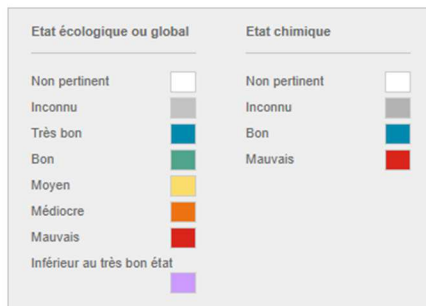 Etat écologique ou global
Non pertinent
Inconnu
Très bon
Bon
Moyen
Médiocre
Mauvais
Inférieur au très bon état
Etat chimique
Non pertinent
Inconnu
Bon
Mauvais